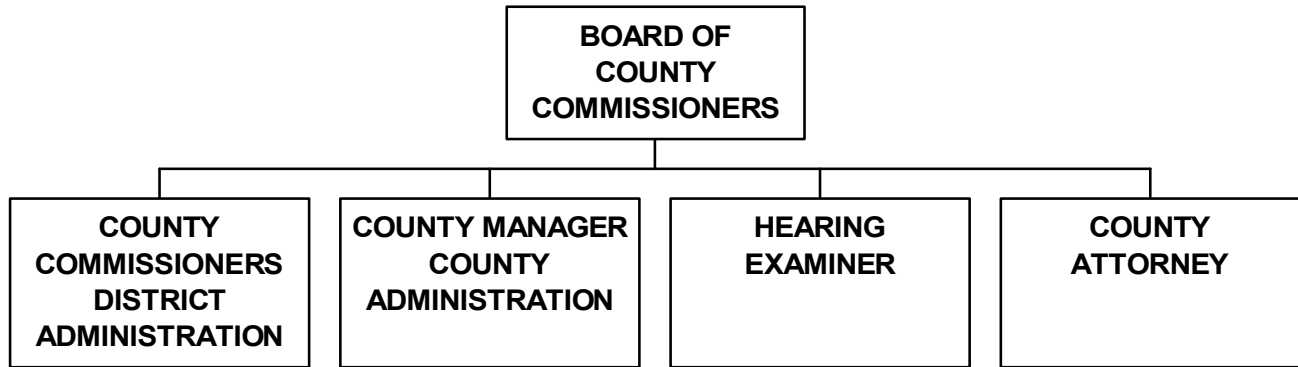 BOARD OF
COUNTY
COMMISSIONERS
COUNTY
COMMISSIONERS
DISTRICT
ADMINISTRATION
COUNTY MANAGER
COUNTY
ADMINISTRATION
HEARING
EXAMINER
COUNTY
ATTORNEY